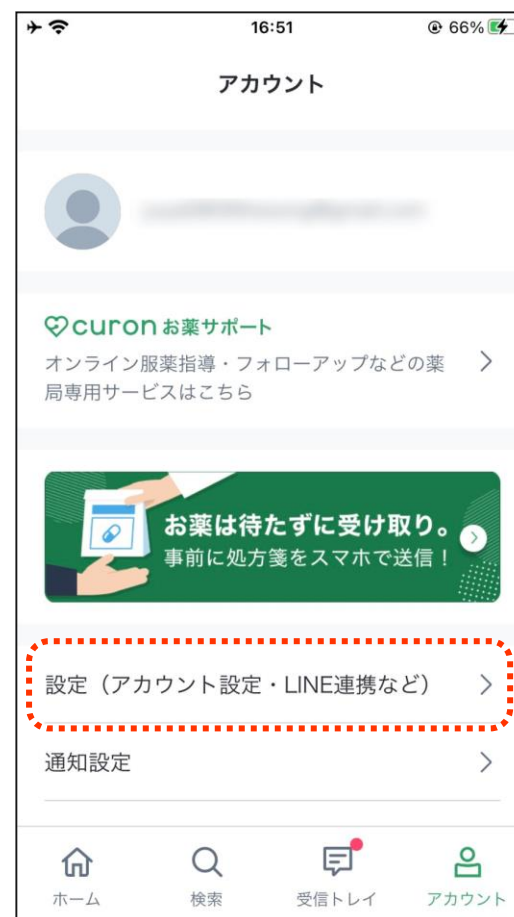 16:51
66%
アカウント
curon お薬サポート
オンライン服薬指導・フォローアップなどの薬
局専用サービスはこちら
お薬は待たずに受け取り。
事前に処方箋をスマホで送信！
設定（アカウント設定・LINE連携など）
通知設定
ホーム
検索
受信トレイ
アカウント